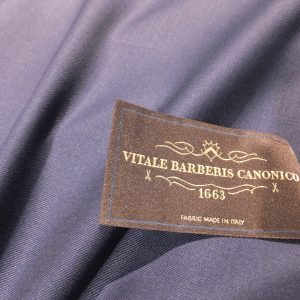 VITALE BARBERIS CANONICO
1663
FABRIC MADE IN ITALY